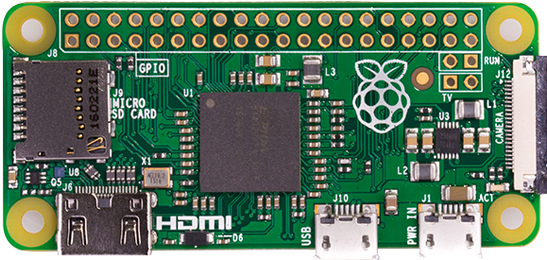 J8
GPIO
L3
RUN
J12
TV
J9
MICRO
SD CARD
160221E
U1
L1
U3
CAMERA
X1
U8
Q5
J6
L2
HDMI
D6
USB
J10
PWR IN
J1
ACT